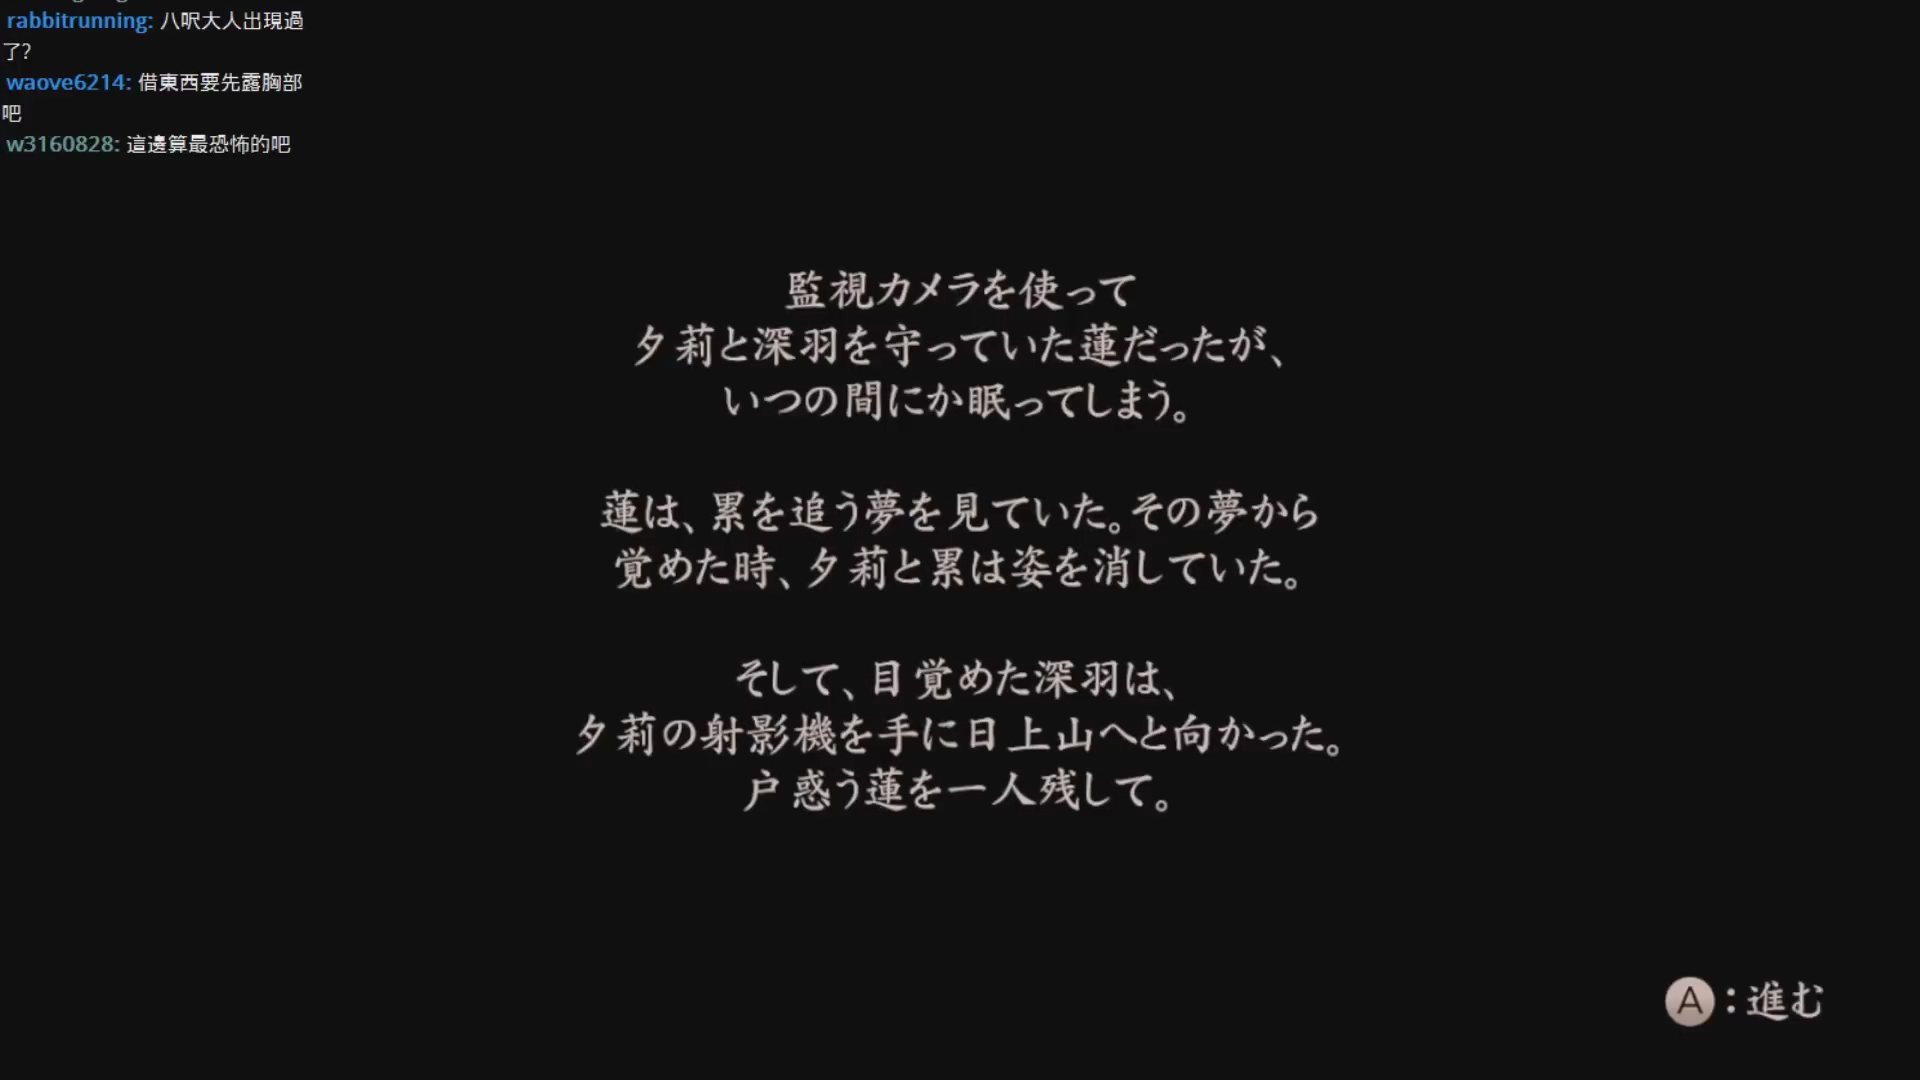 rabbitrunning: 八呎大人出現過
了?
waove6214: 借東西要先露胸部
吧
w3160828: 這邊算最恐怖的吧
監視カメラを使って
夕莉と深羽を守っていた蓮だったが、
いつの間にか眠ってしまう。
蓮は、累を追う夢を見ていた。その夢から
覚めた時、夕莉と累は姿を消していた。
そして、目覚めた深羽は、
夕莉の射影機を手に日上山へと向かった。
戸惑う蓮を一人残して。
A:進む